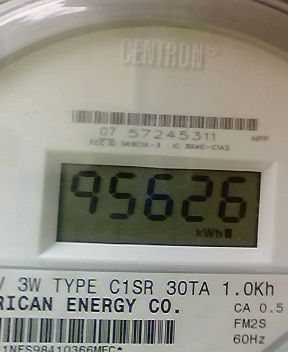 CENTRON®
07 57245311
95626
kWh
3W TYPE C1SR 30TA 1.0Kh
RICAN ENERGY CO.
CA 0.5
FM2S
60Hz